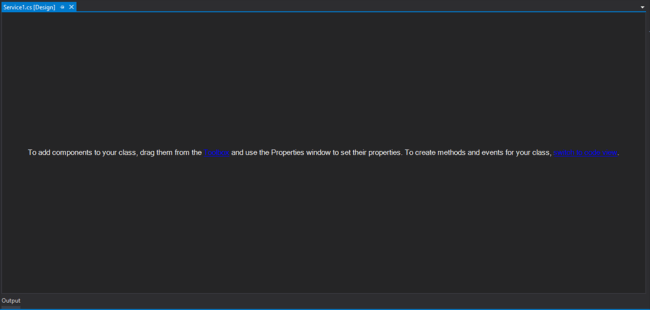 Service1.cs [Design]
To add components to your class, drag them from the Toolbox and use the Properties window to set their properties. To create methods and events for your class,
Output